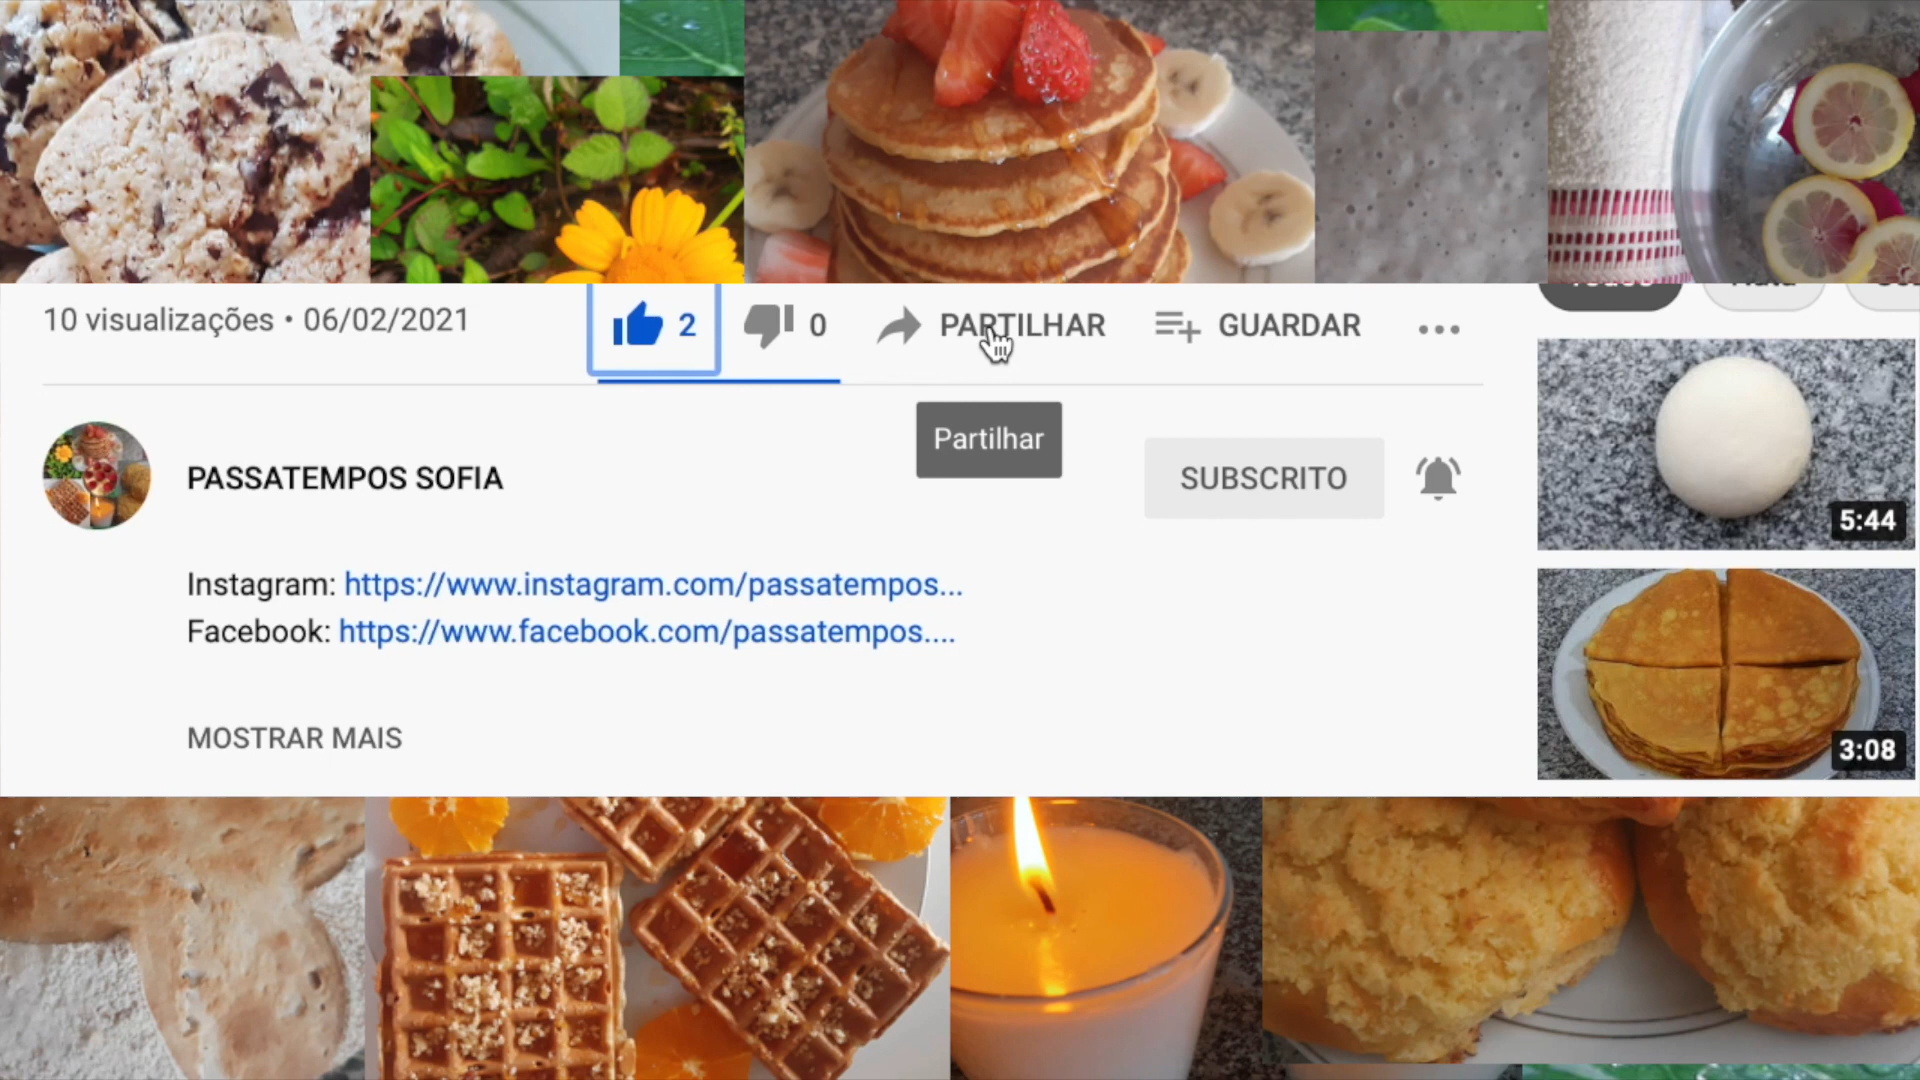 10 visualizações • 06/02/2021
2
0
PARTILHAR
GUARDAR
Partilhar
PASSATEMPOS SOFIA
SUBSCRITO
5:44
Instagram: https://www.instagram.com/passatempos...
Facebook: https://www.facebook.com/passatempos....
3:08
MOSTRAR MAIS